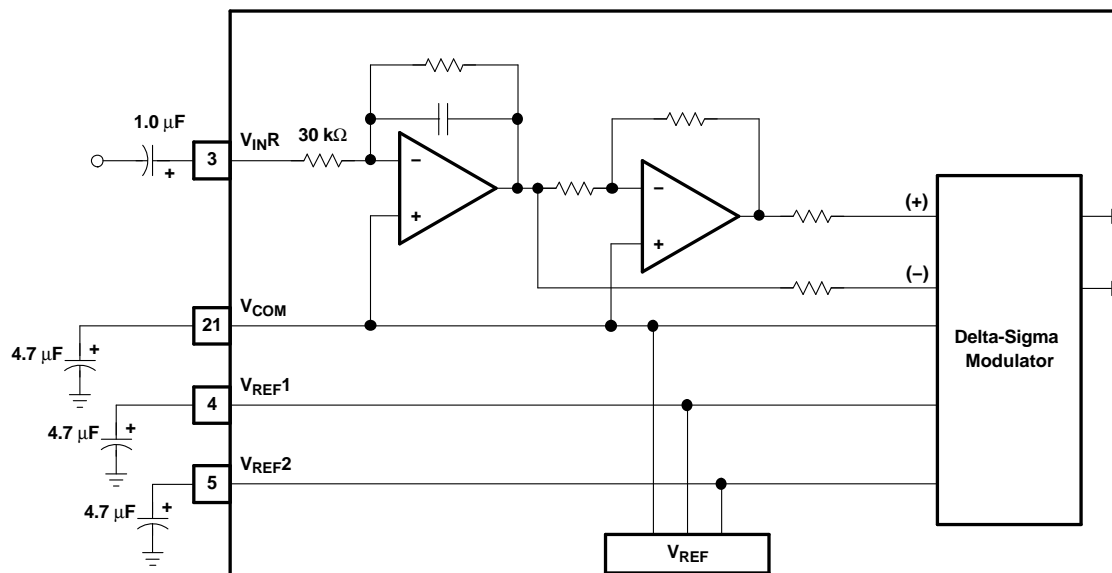 1.0 μF
+
3
VINR
30 kΩ
−
+
−
+
(+)
(−)
Delta-Sigma
Modulator
21
VCOM
4.7 μF
+
4
VREF1
4.7 μF
+
5
VREF2
4.7 μF
+
VREF